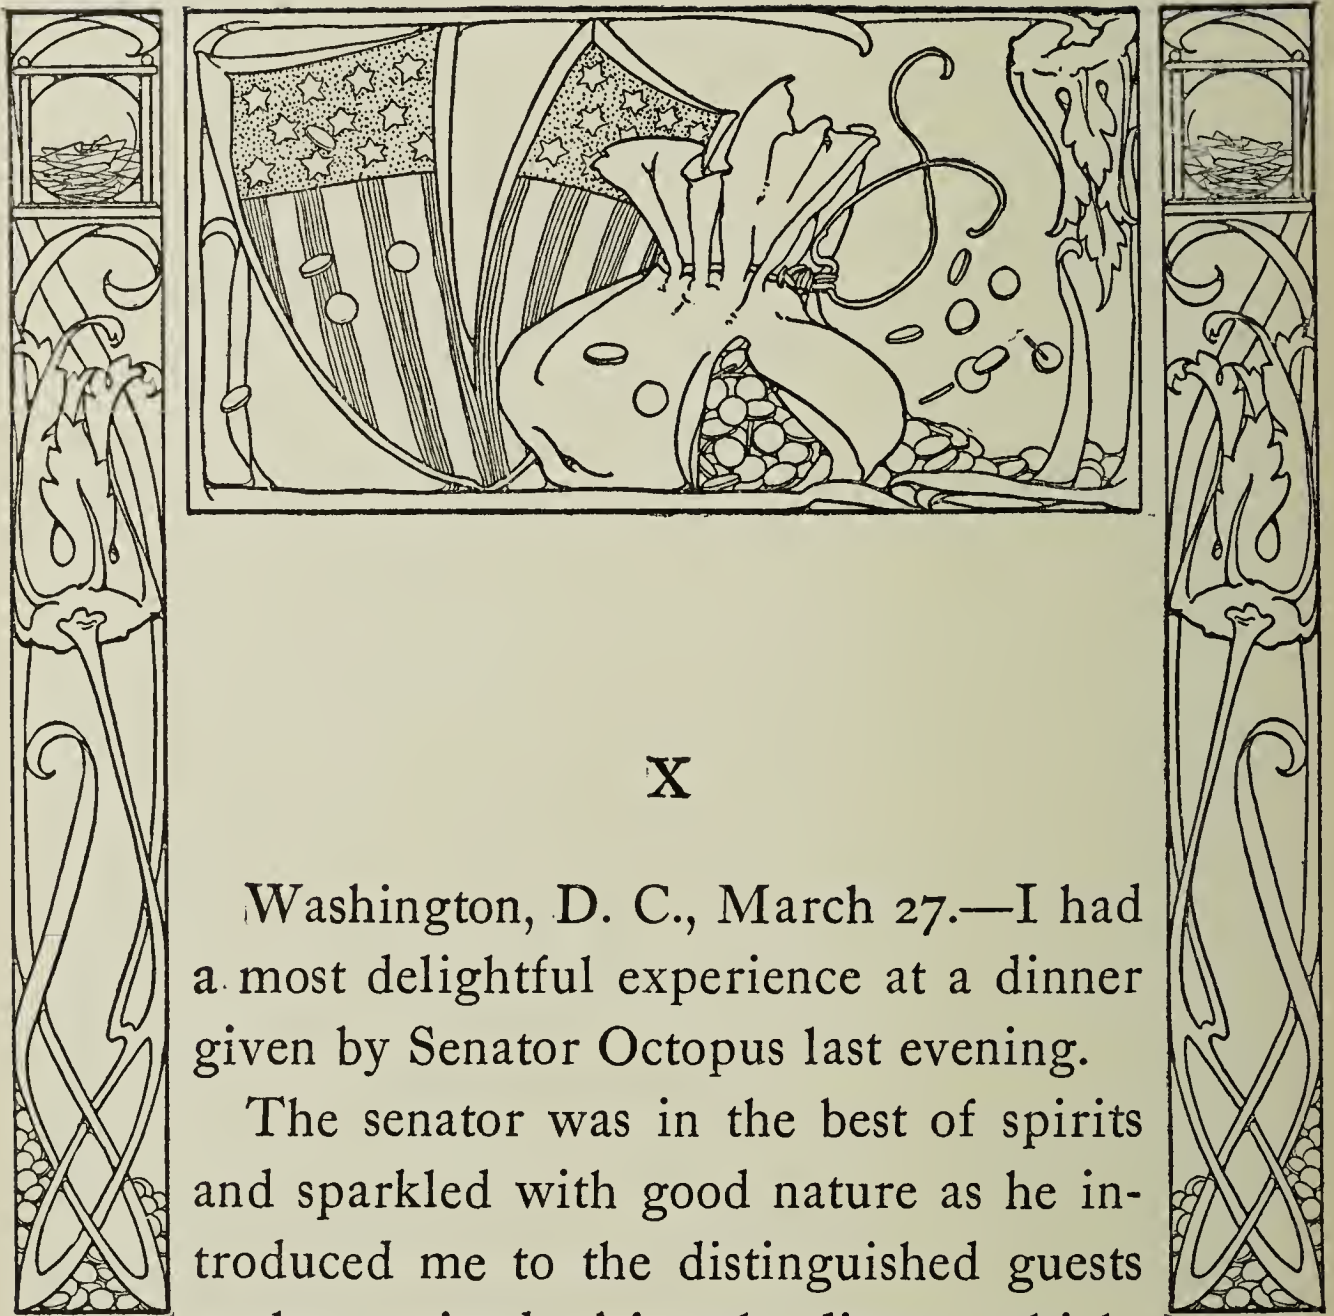 X
Washington, D. C., March 27.—I had
a most delightful experience at a dinner
given by Senator Octopus last evening.
The senator was in the best of spirits
and sparkled with good nature as he in-
troduced me to the distinguished guests